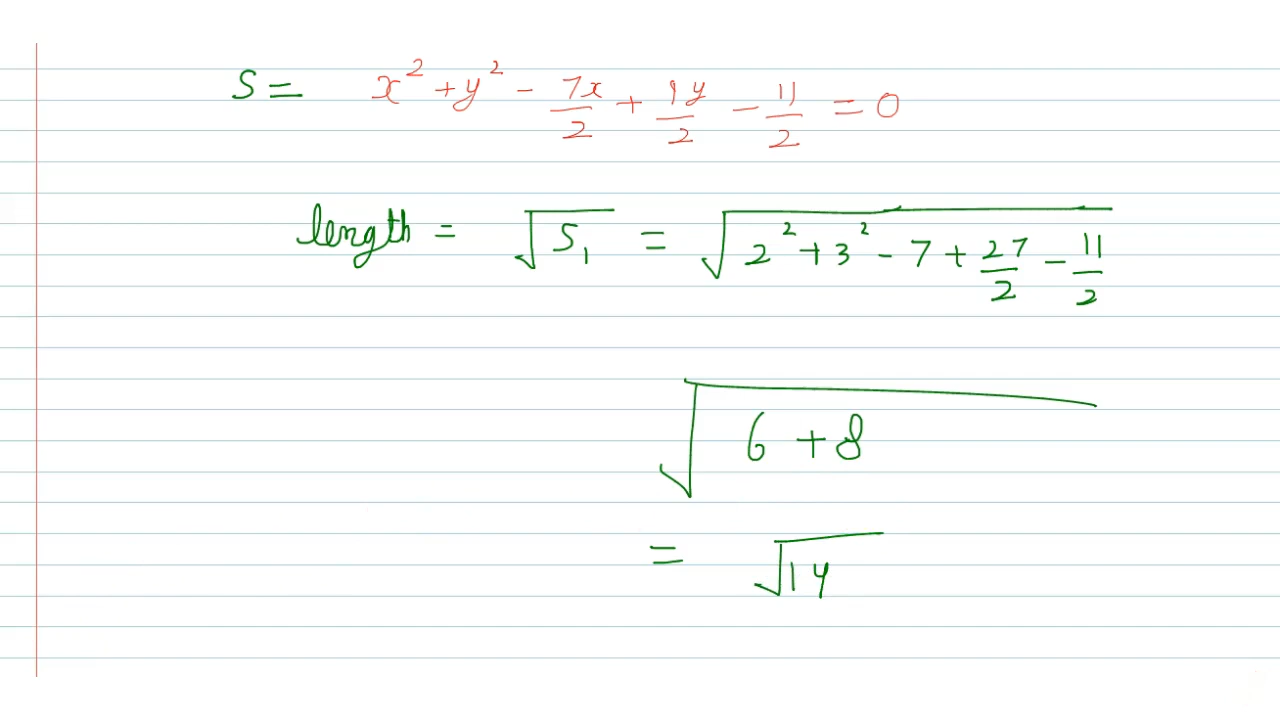 S = x² + y² - 7x/2 + 9y/2 - 11/2 = 0
length = √S₁ = √(2² + 3² - 7 + 27/2 - 11/2)
√(6 + 8)
= √14